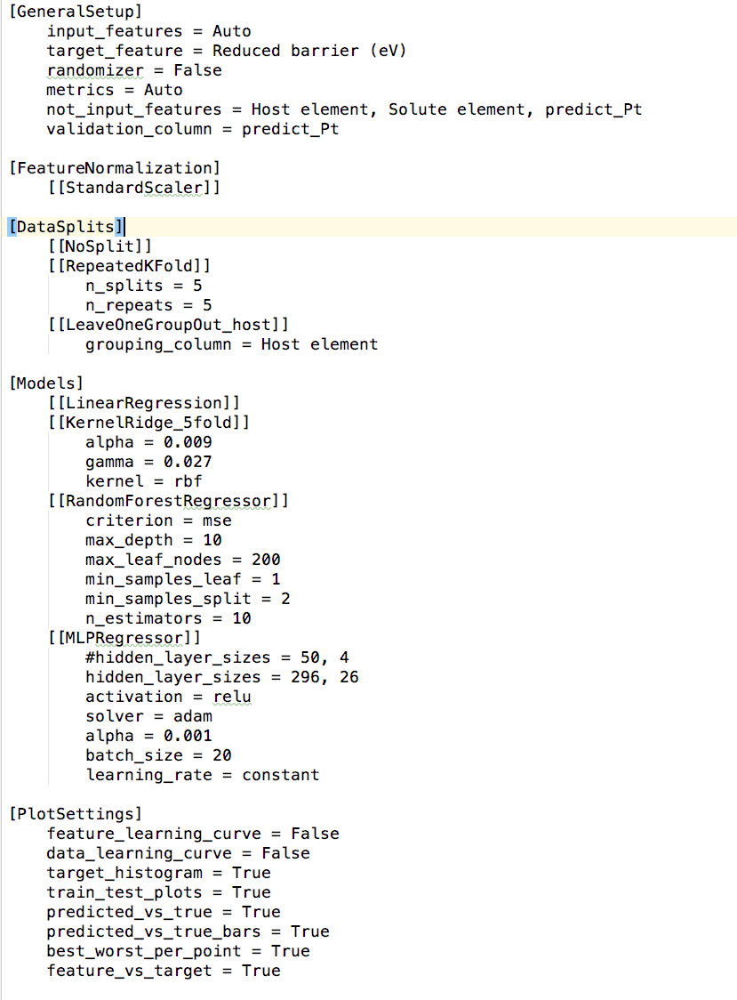 [GeneralSetup]
    input_features = Auto
    target_feature = Reduced barrier (eV)
    randomizer = False
    metrics = Auto
    not_input_features = Host element, Solute element, predict_Pt
    validation_column = predict_Pt

[FeatureNormalization]
    [[StandardScaler]]

[DataSplits]
    [[NoSplit]]
    [[RepeatedKFold]]
        n_splits = 5
        n_repeats = 5
    [[LeaveOneGroupOut_host]]
        grouping_column = Host element

[Models]
    [[LinearRegression]]
    [[KernelRidge_5fold]]
        alpha = 0.009
        gamma = 0.027
        kernel = rbf
    [[RandomForestRegressor]]
        criterion = mse
        max_depth = 10
        max_leaf_nodes = 200
        min_samples_leaf = 1
        min_samples_split = 2
        n_estimators = 10
    [[MLPRegressor]]
        #hidden_layer_sizes = 50, 4
        hidden_layer_sizes = 296, 26
        activation = relu
        solver = adam
        alpha = 0.001
        batch_size = 20
        learning_rate = constant

[PlotSettings]
    feature_learning_curve = False
    data_learning_curve = False
    target_histogram = True
    train_test_plots = True
    predicted_vs_true = True
    predicted_vs_true_bars = True
    best_worst_per_point = True
    feature_vs_target = True